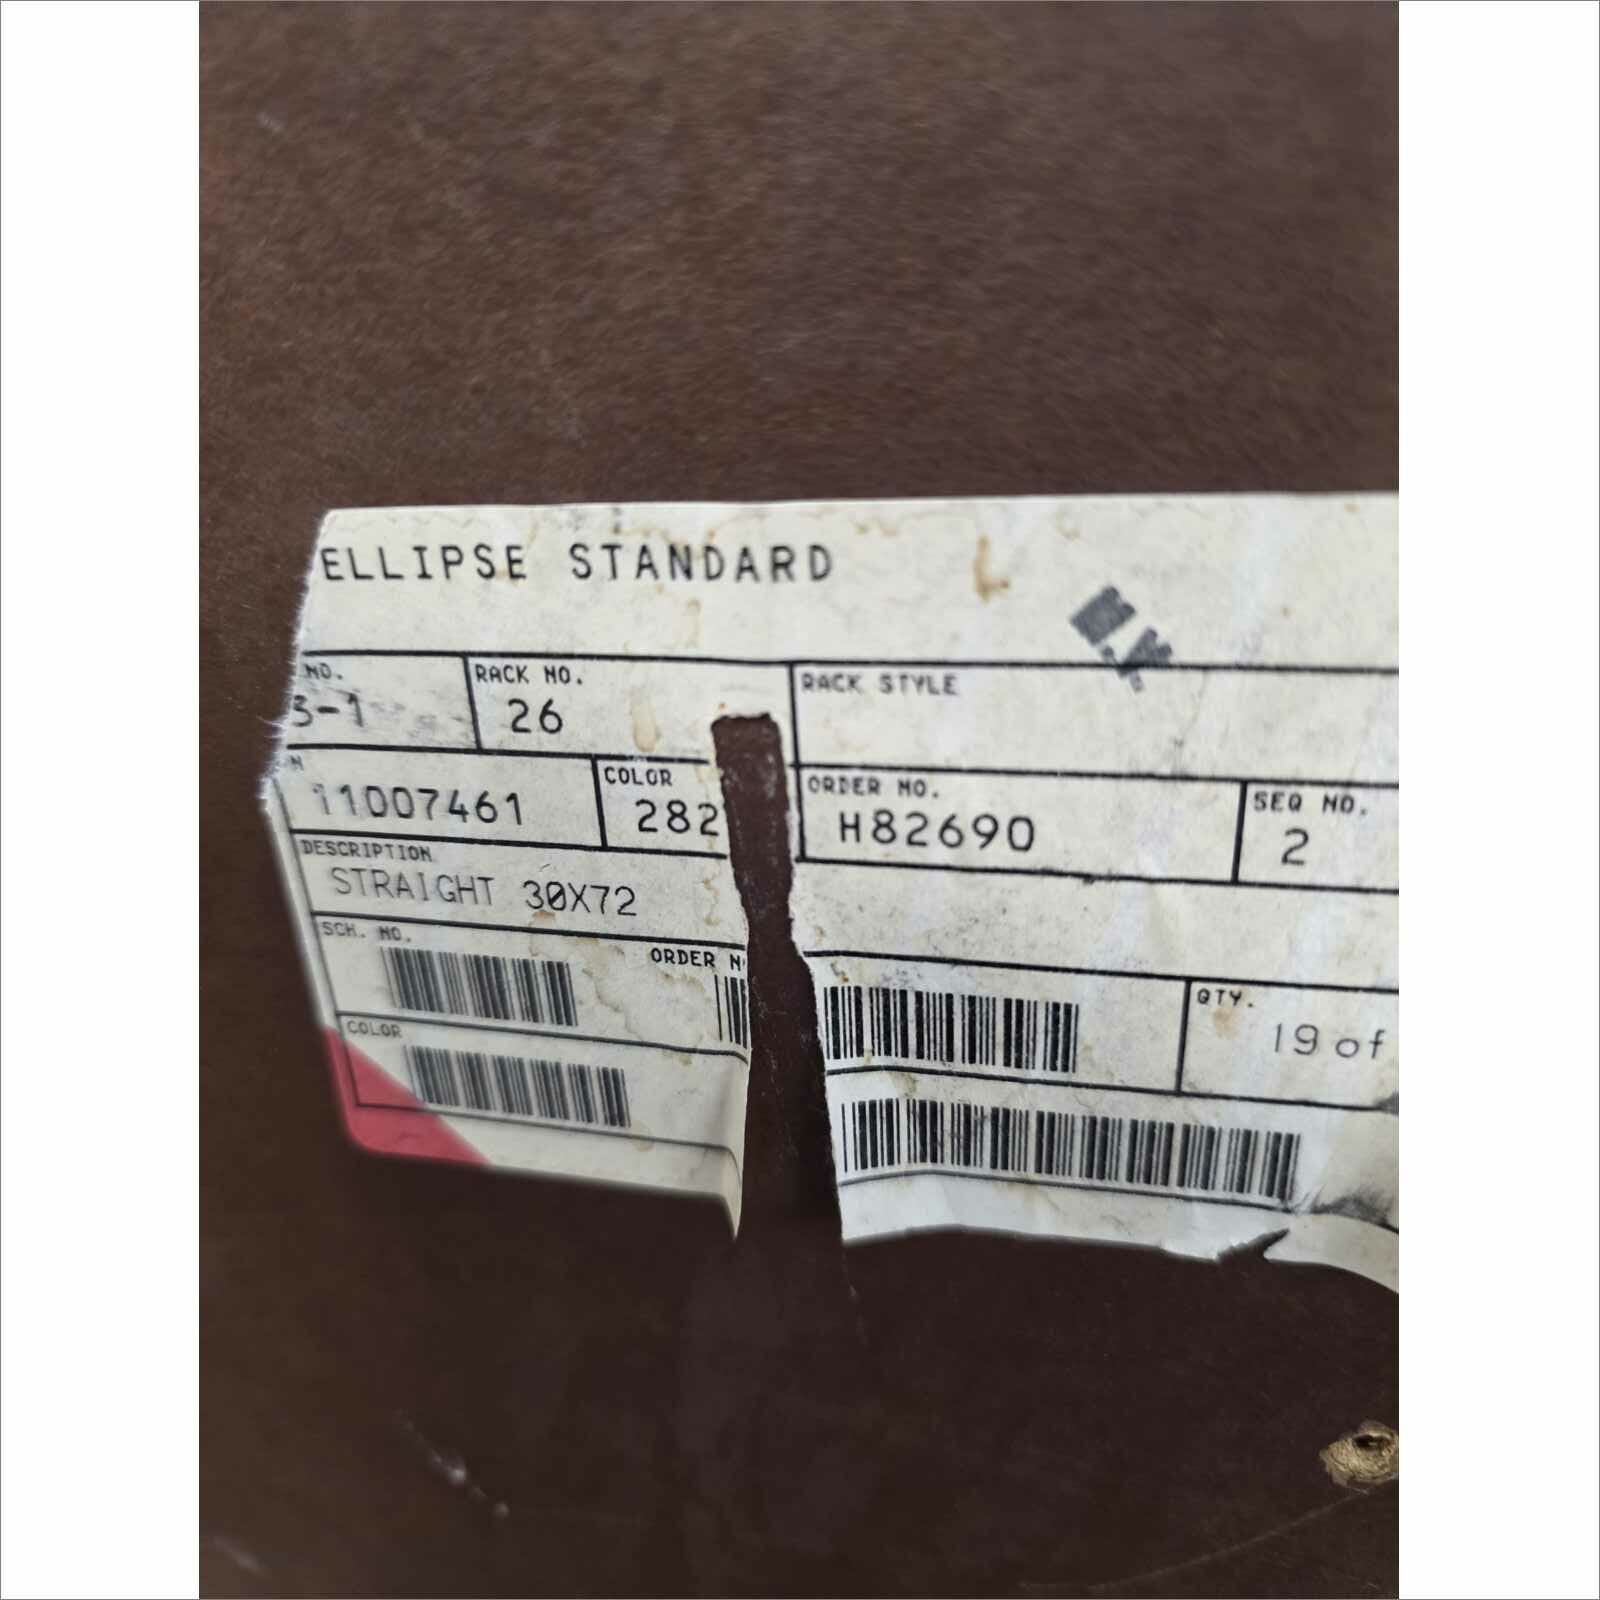 ELLIPSE STANDARD
NO. RACK NO. RACK STYLE
3-1 26
N COLOR ORDER NO. SEQ NO.
11007461 282 H82690 2
DESCRIPTION
STRAIGHT 30X72
SCH. NO. ORDER N QTY.
19 of
COLOR